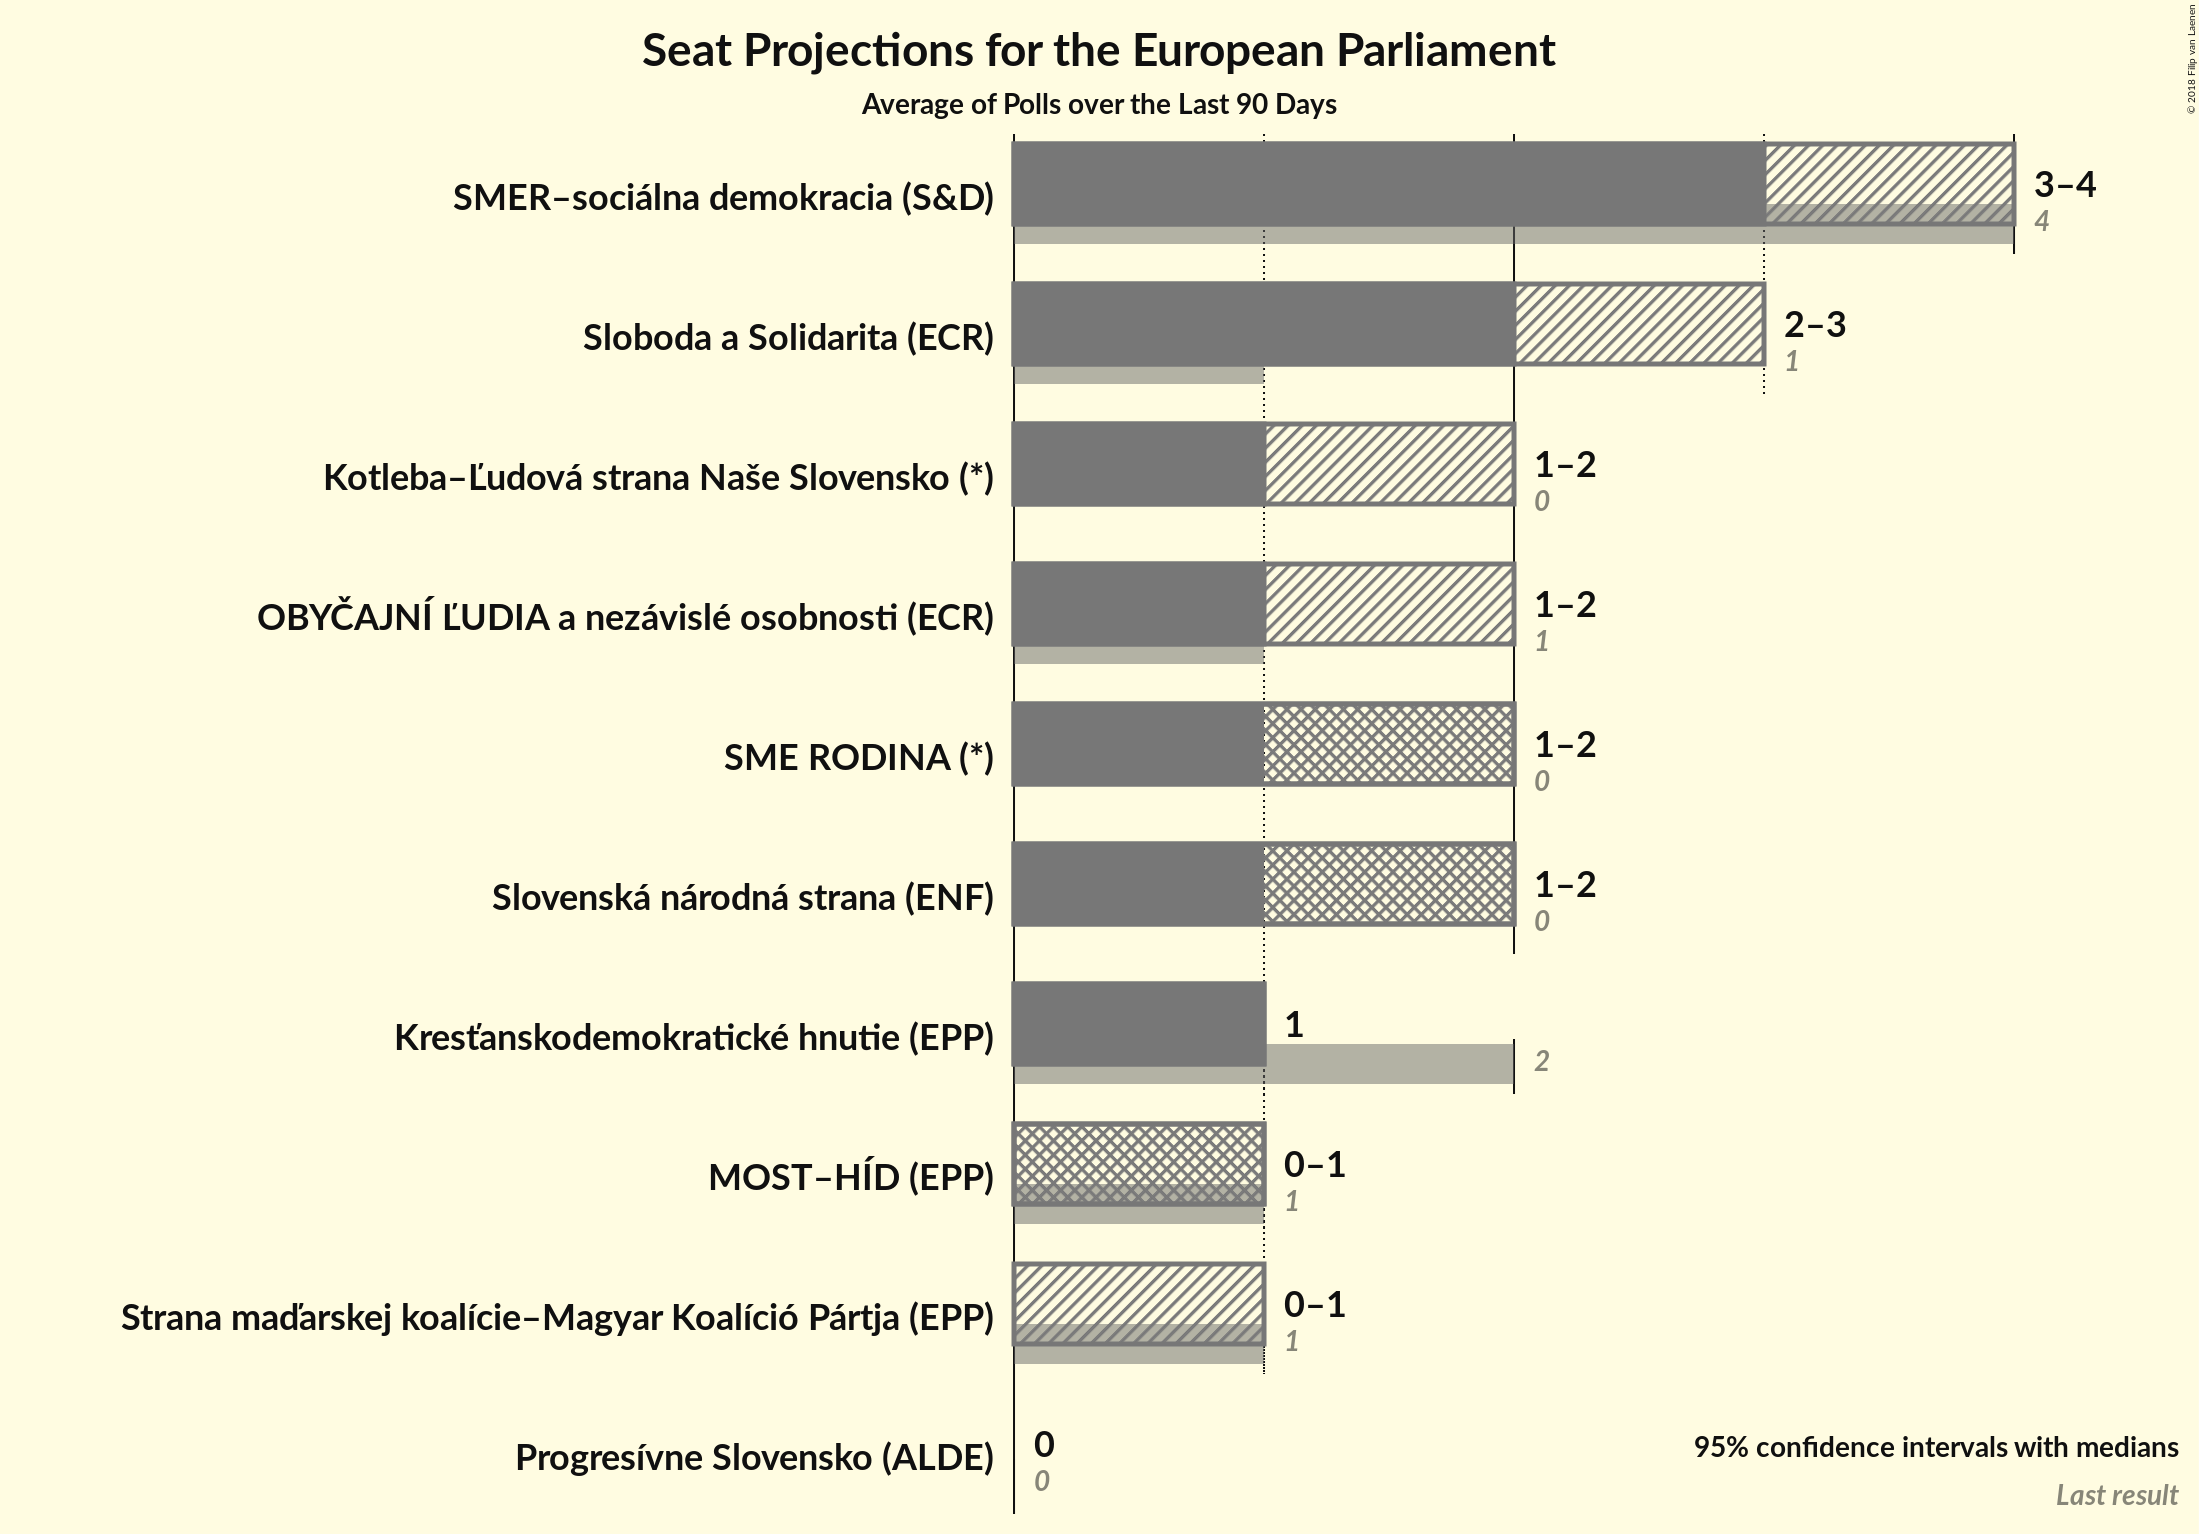 Seat Projections for the European Parliament
Average of Polls over the Last 90 Days
© 2018 Filip van Laenen
SMER–sociálna demokracia (S&D)
3–4
4
Sloboda a Solidarita (ECR)
2–3
1
Kotleba–Ľudová strana Naše Slovensko (*)
1–2
0
OBYČAJNÍ ĽUDIA a nezávislé osobnosti (ECR)
1–2
1
SME RODINA (*)
1–2
0
Slovenská národná strana (ENF)
1–2
0
Kresťanskodemokratické hnutie (EPP)
1
2
MOST–HÍD (EPP)
0–1
1
Strana maďarskej koalície–Magyar Koalíció Pártja (EPP)
0–1
1
Progresívne Slovensko (ALDE)
0
0
95% confidence intervals with medians
Last result